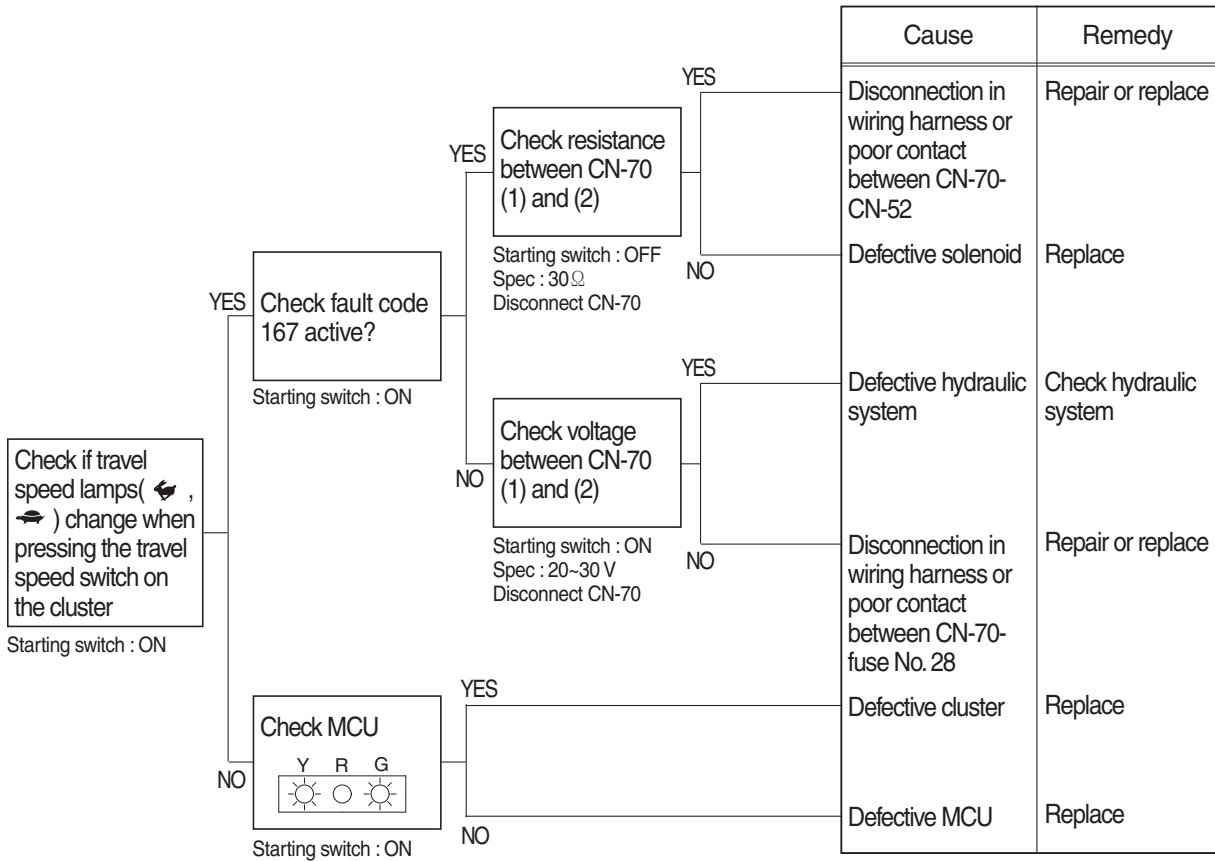 Cause
Remedy
YES
Disconnection in
wiring harness or
poor contact
between CN-70-
CN-52
Repair or replace
YES
Check resistance
between CN-70
(1) and (2)
Starting switch : OFF
Spec : 30Ω
Disconnect CN-70
NO
Defective solenoid
Replace
YES
Check fault code
167 active?
Starting switch : ON
YES
Defective hydraulic
system
Check hydraulic
system
NO
Check voltage
between CN-70
(1) and (2)
Starting switch : ON
Spec : 20~30 V
Disconnect CN-70
NO
Disconnection in
wiring harness or
poor contact
between CN-70-
fuse No. 28
Repair or replace
Check if travel
speed lamps( ,
) change when
pressing the travel
speed switch on
the cluster
Starting switch : ON
NO
Check MCU
Y R G
Starting switch : ON
YES
Defective cluster
Replace
NO
Defective MCU
Replace